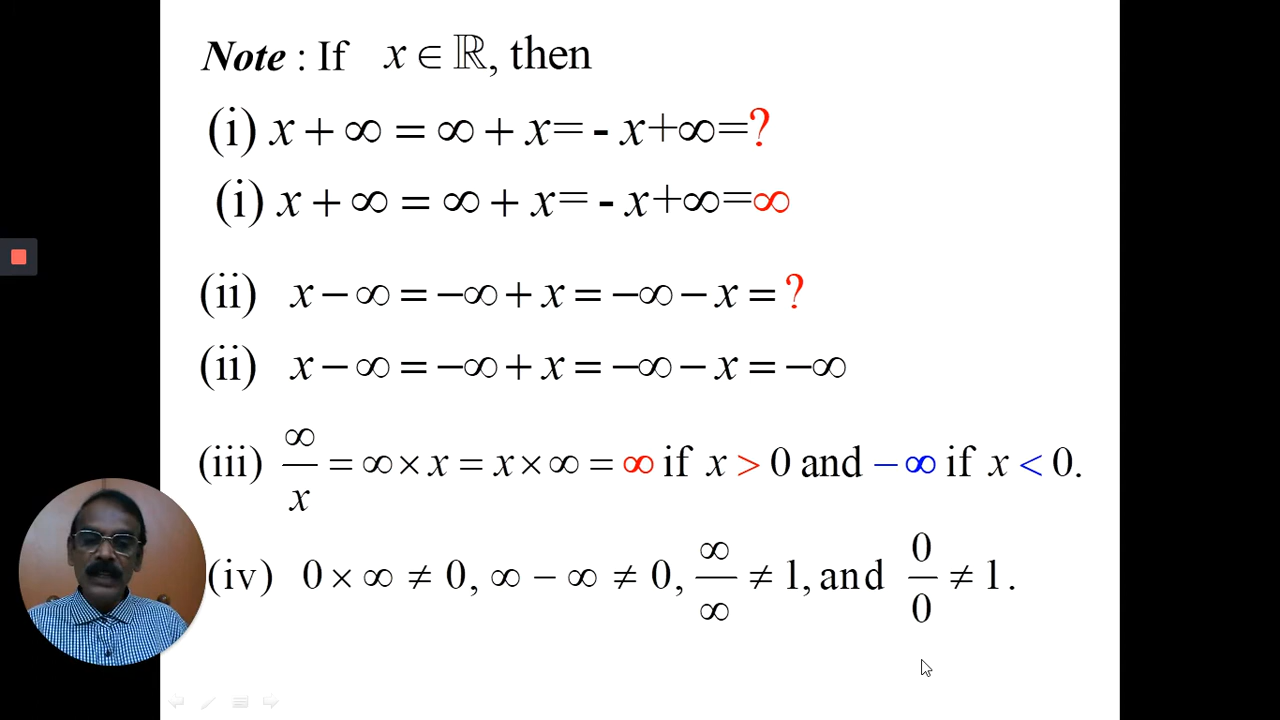 Note : If x ∈ ℝ, then
(i) x + ∞ = ∞ + x= - x+∞=?
(i) x + ∞ = ∞ + x= - x+∞=∞
(ii) x − ∞ = −∞ + x = −∞ − x = ?
(ii) x − ∞ = −∞ + x = −∞ − x = −∞
(iii) ∞/x = ∞ × x = x × ∞ = ∞ if x > 0 and − ∞ if x < 0.
(iv) 0 × ∞ ≠ 0, ∞ − ∞ ≠ 0, ∞/∞ ≠ 1, and 0/0 ≠ 1.